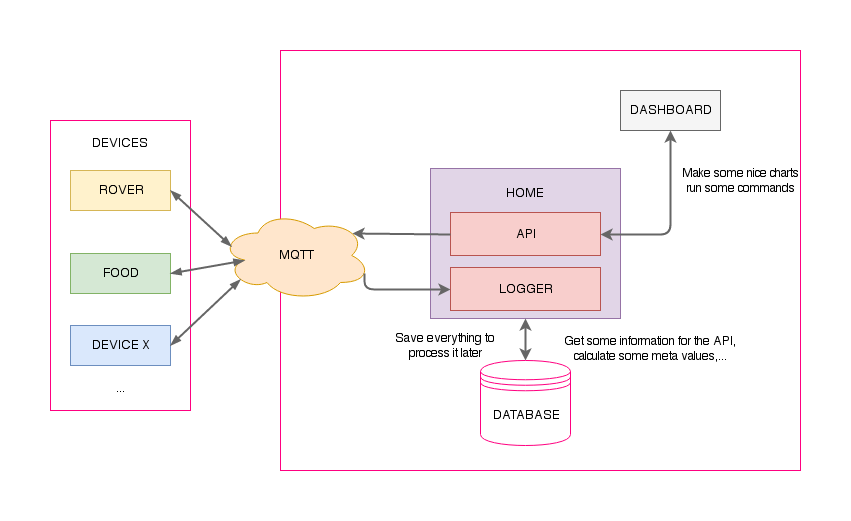 DASHBOARD
DEVICES
Make some nice charts
run some commands
ROVER
HOME
API
MQTT
FOOD
LOGGER
DEVICE X
Save everything to
process it later
Get some information for the API,
calculate some meta values,...
...
DATABASE